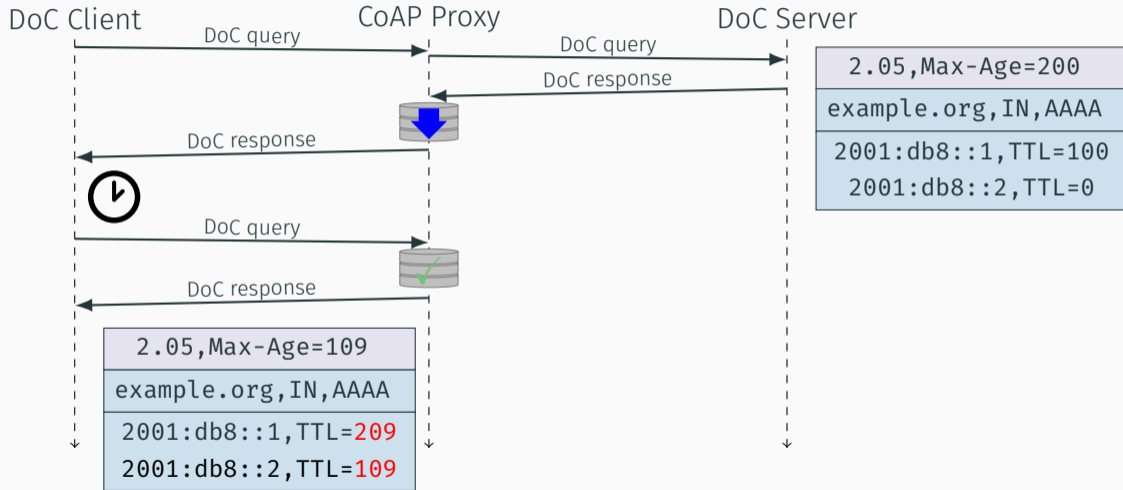 DoC Client
CoAP Proxy
DoC Server
DoC query
DoC query
DoC response
DoC response
2.05,Max-Age=200
example.org,IN,AAAA
2001:db8::1,TTL=100
2001:db8::2,TTL=0
DoC query
DoC response
2.05,Max-Age=109
example.org,IN,AAAA
2001:db8::1,TTL=209
2001:db8::2,TTL=109